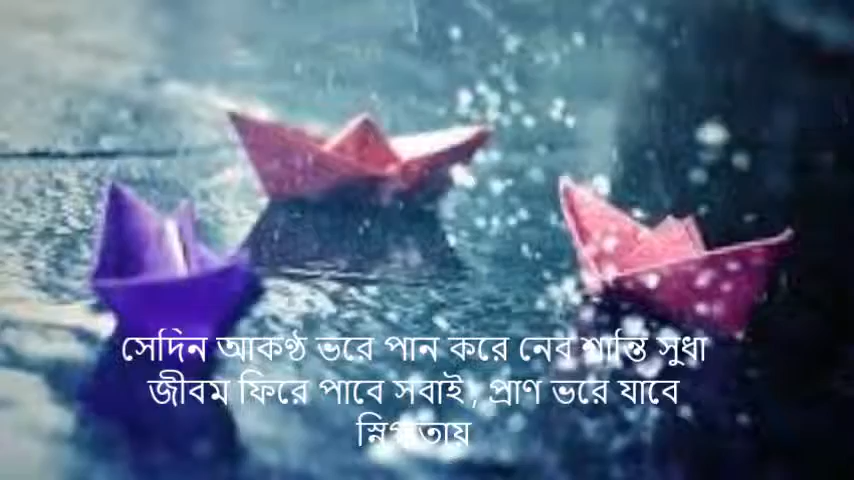 সেদিন আকণ্ঠ ভরে পান করে নেব শান্তি সুধা
জীবম ফিরে পাবে সবাই, প্রাণ ভরে যাবে
স্নিগ্ধতায়